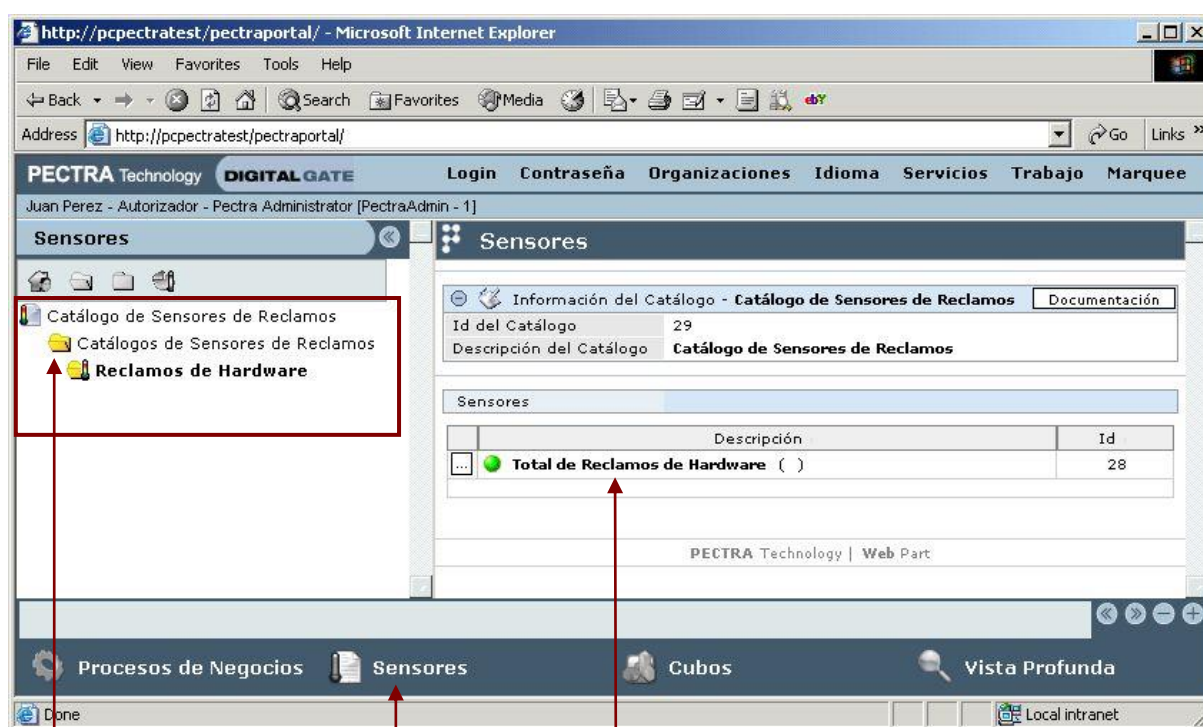 http://pcpectratest/pectraportal/ - Microsoft Internet Explorer
File Edit View Favorites Tools Help
Back Search Favorites Media ebY
Address http://pcpectratest/pectraportal/ Go Links »
PECTRA Technology DIGITALGATE Login Contraseña Organizaciones Idioma Servicios Trabajo Marquee
Juan Perez - Autorizador - Pectra Administrator [PectraAdmin - 1]
Sensores
Catálogo de Sensores de Reclamos
Catálogos de Sensores de Reclamos
Reclamos de Hardware
Sensores
Información del Catálogo - Catálogo de Sensores de Reclamos Documentación
Id del Catálogo 29
Descripción del Catálogo Catálogo de Sensores de Reclamos
Sensores
Descripción Id
... Total de Reclamos de Hardware ( ) 28
PECTRA Technology | Web Part
Procesos de Negocios Sensores Cubos Vista Profunda
Done Local intranet